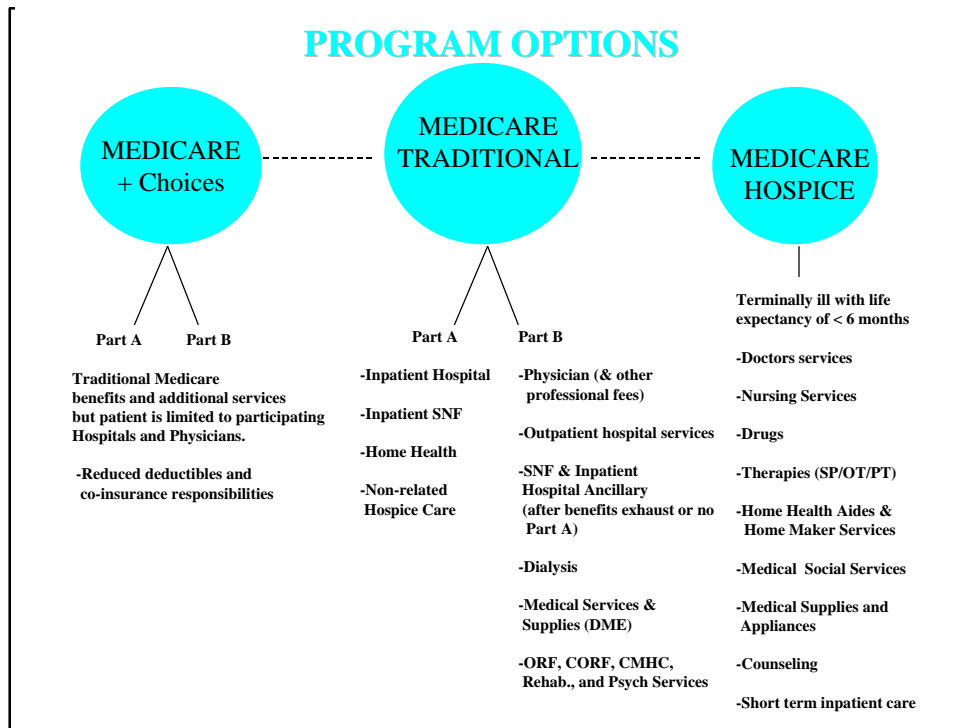 PROGRAM OPTIONS
MEDICARE
+ Choices
MEDICARE
TRADITIONAL
MEDICARE
HOSPICE
Part A
Part B
Traditional Medicare
benefits and additional services
but patient is limited to participating
Hospitals and Physicians.
-Reduced deductibles and
co-insurance responsibilities
Part A
-Inpatient Hospital
-Inpatient SNF
-Home Health
-Non-related
Hospice Care
Part B
-Physician (& other
professional fees)
-Outpatient hospital services
-SNF & Inpatient
Hospital Ancillary
(after benefits exhaust or no
Part A)
-Dialysis
-Medical Services &
Supplies (DME)
-ORF, CORF, CMHC,
Rehab., and Psych Services
Terminally ill with life
expectancy of < 6 months
-Doctors services
-Nursing Services
-Drugs
-Therapies (SP/OT/PT)
-Home Health Aides &
Home Maker Services
-Medical Social Services
-Medical Supplies and
Appliances
-Counseling
-Short term inpatient care